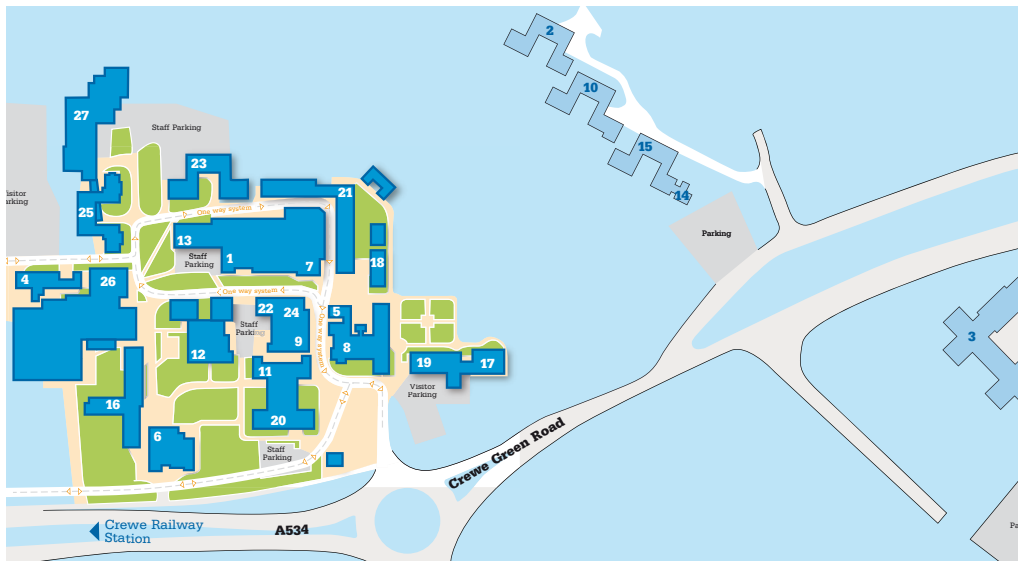 2
10
27
Staff Parking
15
23
14
21
isitor
arking
25
One way system
Parking
13
1
Staff
Parking
7
18
4
26
One way system
22
24
5
Staff
Parking
One way system
3
9
8
12
11
19
17
Visitor
Parking
16
20
6
Staff
Parking
Crewe Green Road
Crewe Railway
Station
A534
Pa